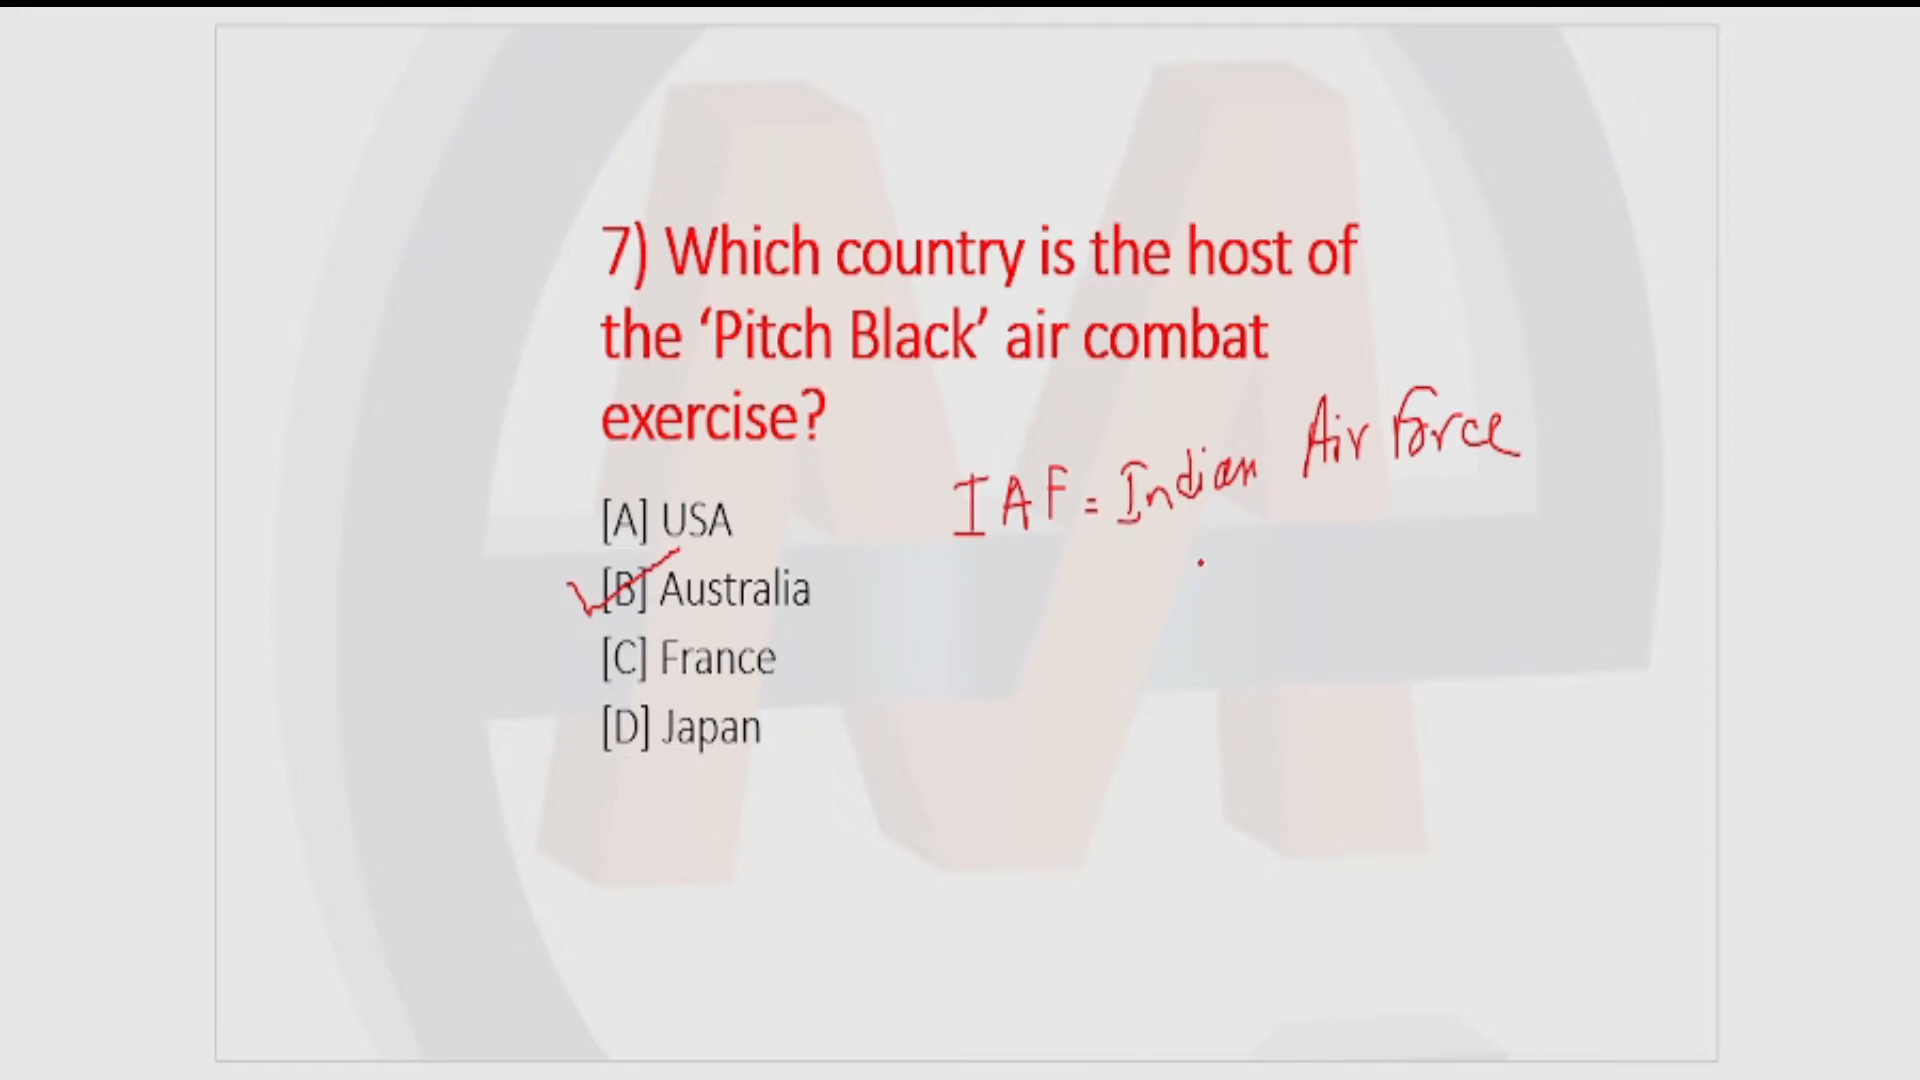 7) Which country is the host of
the ‘Pitch Black’ air combat
exercise?
IAF = Indian Air Force
[A] USA
[B] Australia
[C] France
[D] Japan